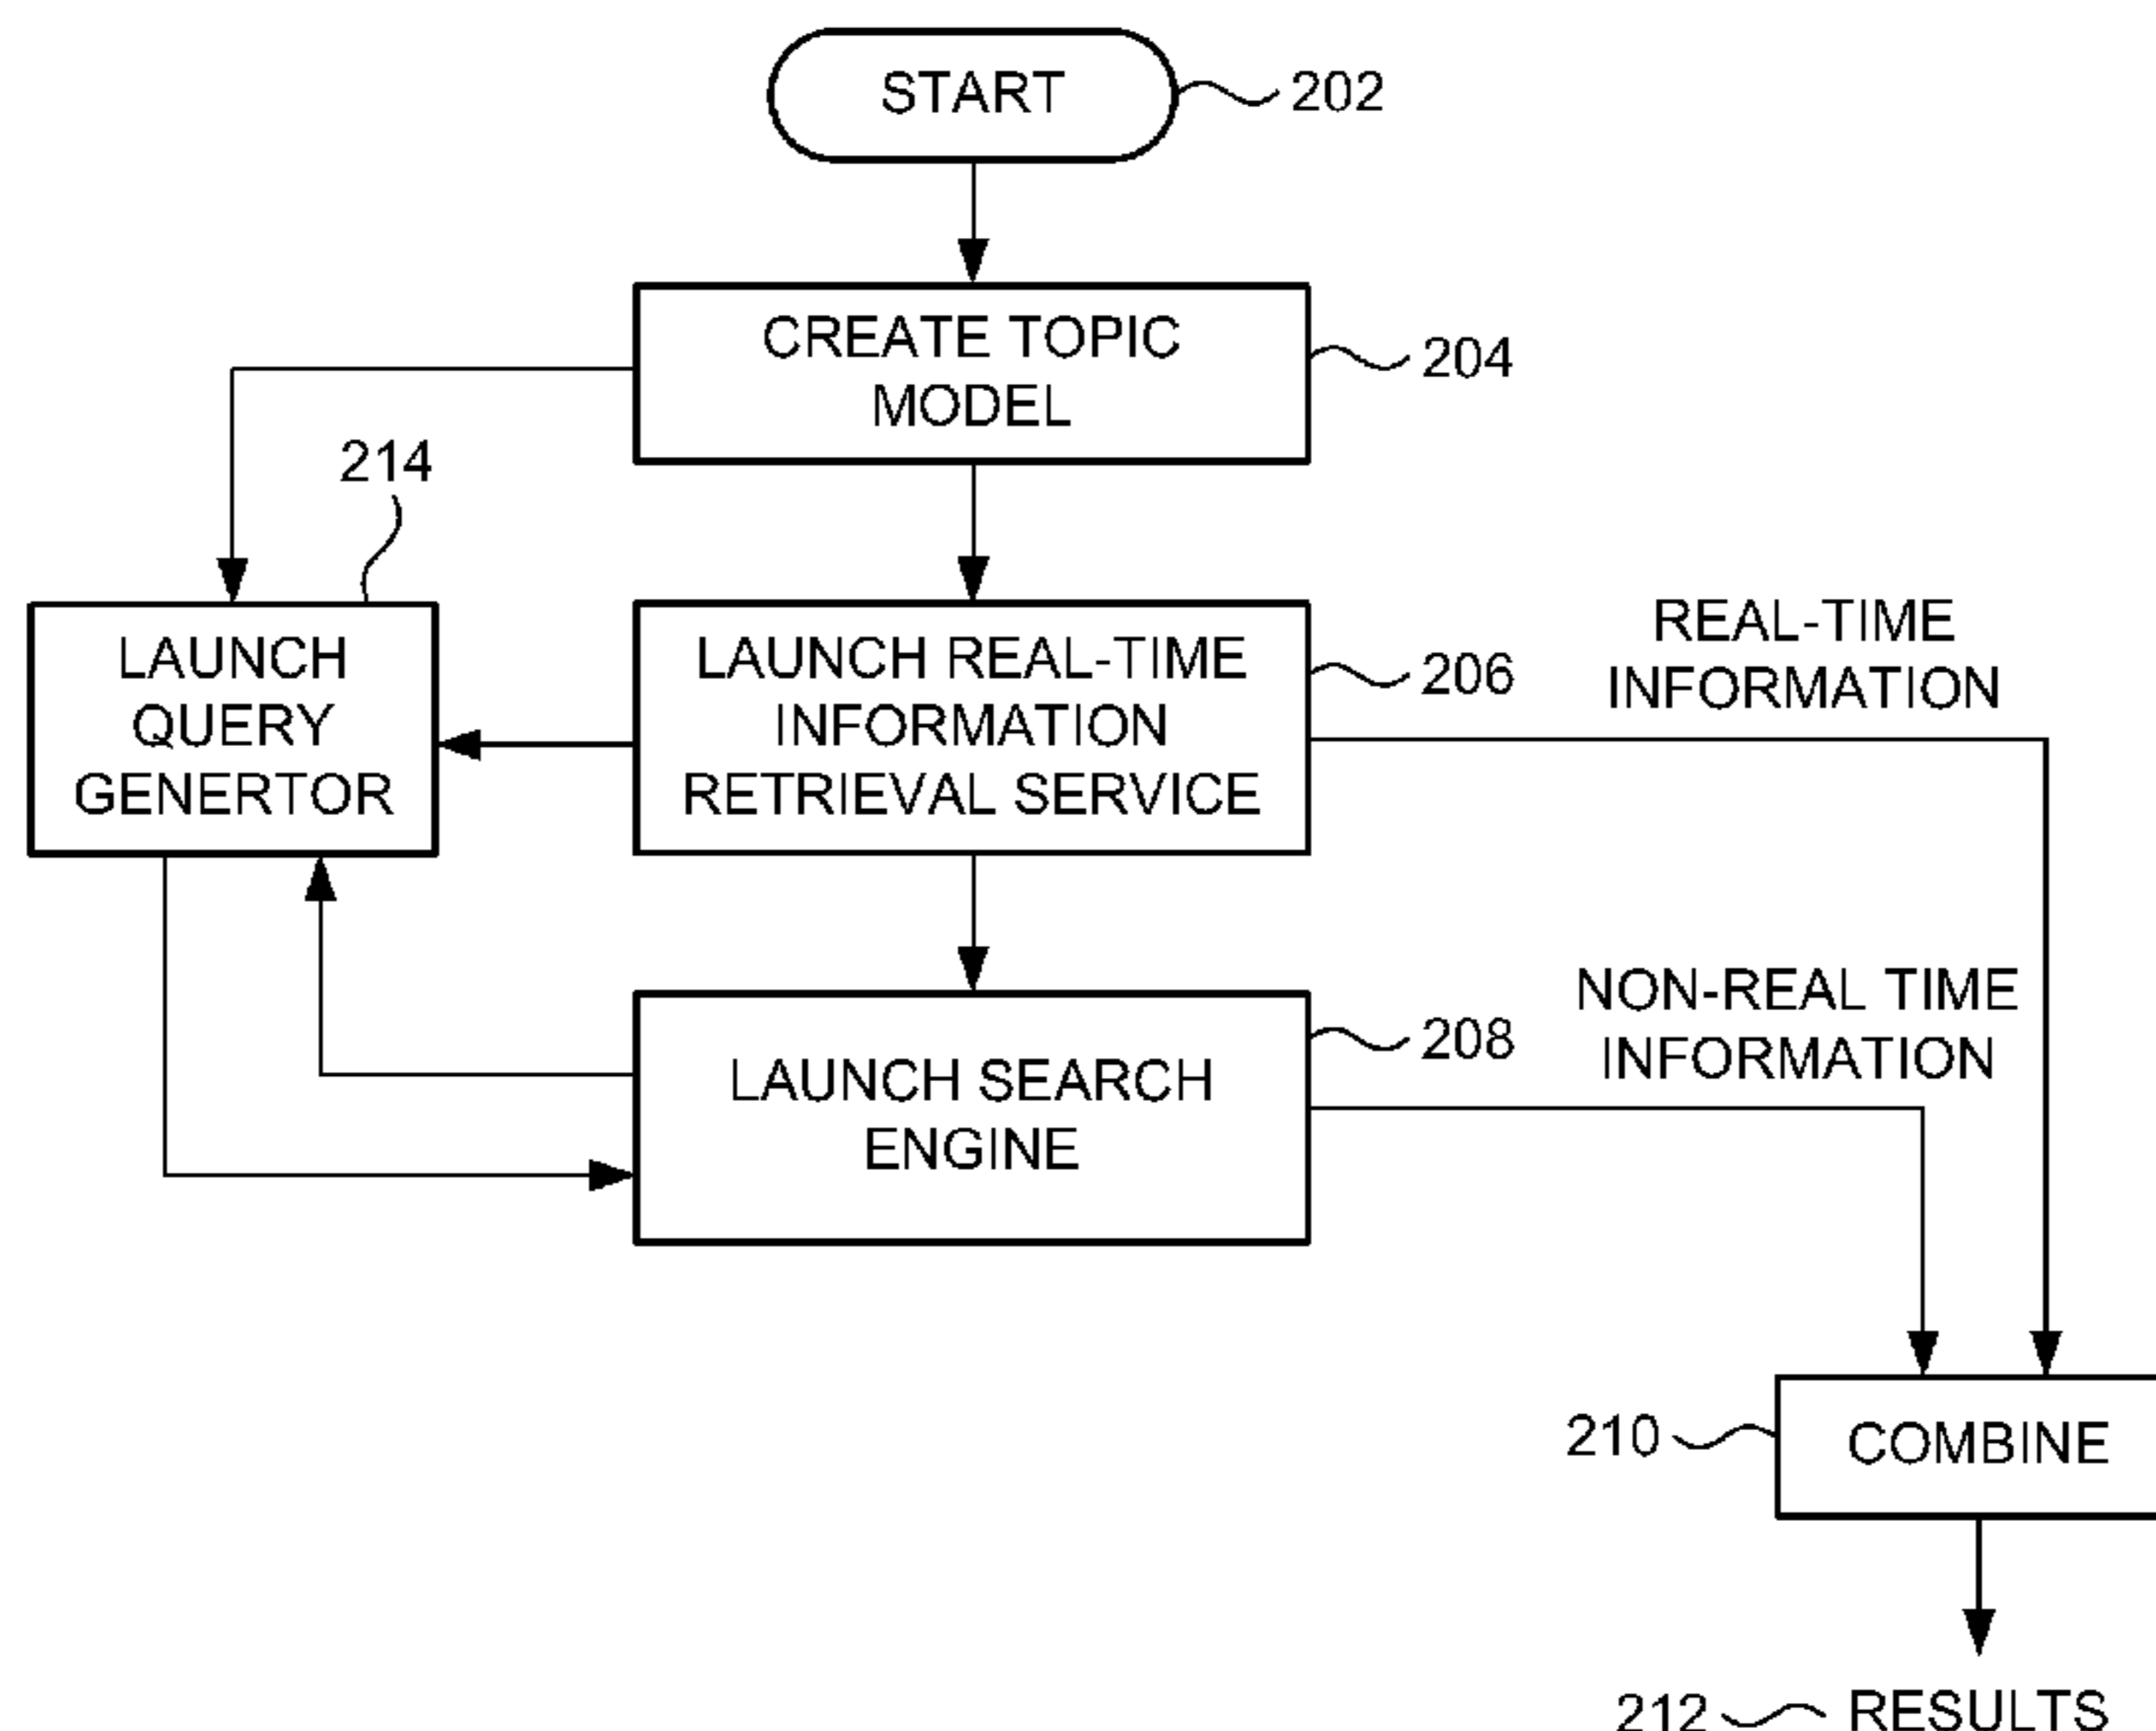 START
202
CREATE TOPIC
MODEL
204
214
LAUNCH
QUERY
GENERTOR
LAUNCH REAL-TIME
INFORMATION
RETRIEVAL SERVICE
206
REAL-TIME
INFORMATION
LAUNCH SEARCH
ENGINE
208
NON-REAL TIME
INFORMATION
210
COMBINE
212
RESULTS